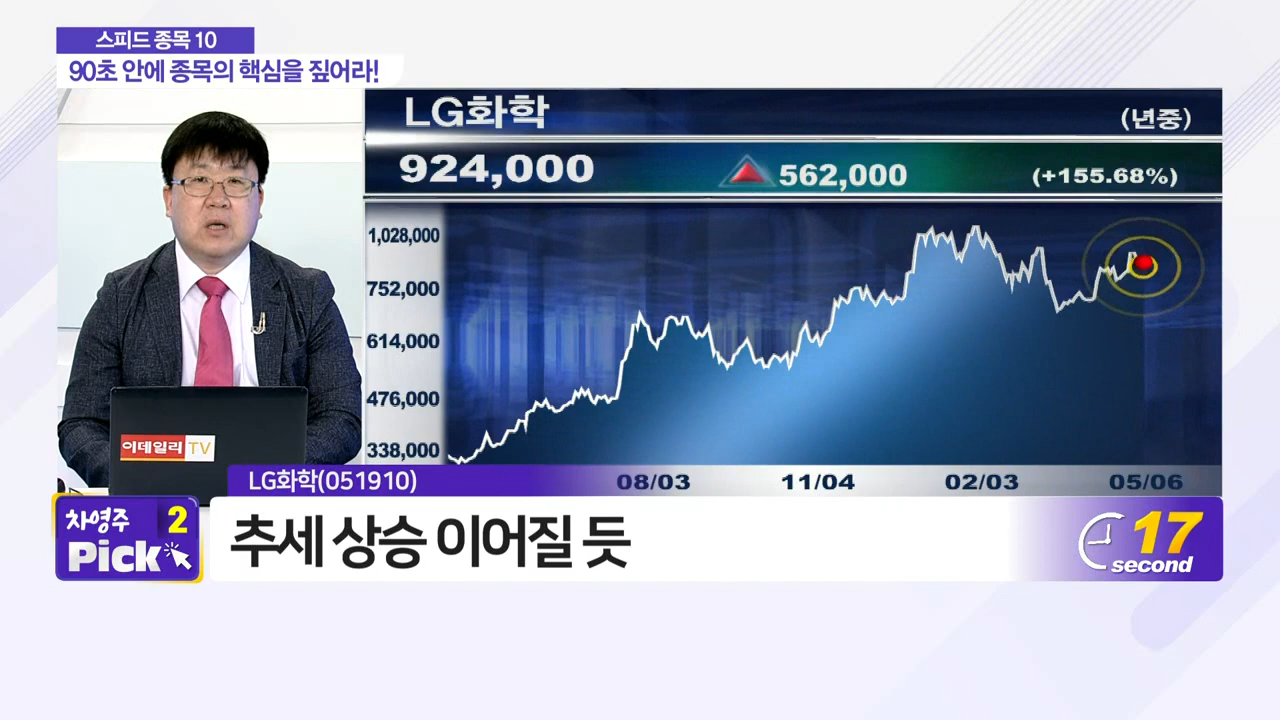 스피드 종목 10
90초 안에 종목의 핵심을 짚어라!
LG화학
(년중)
924,000
562,000
(+155.68%)
1,028,000
752,000
614,000
476,000
338,000
08/03
11/04
02/03
05/06
이데일리 TV
LG화학(051910)
차영주 2
Pick
추세 상승 이어질 듯
17
second